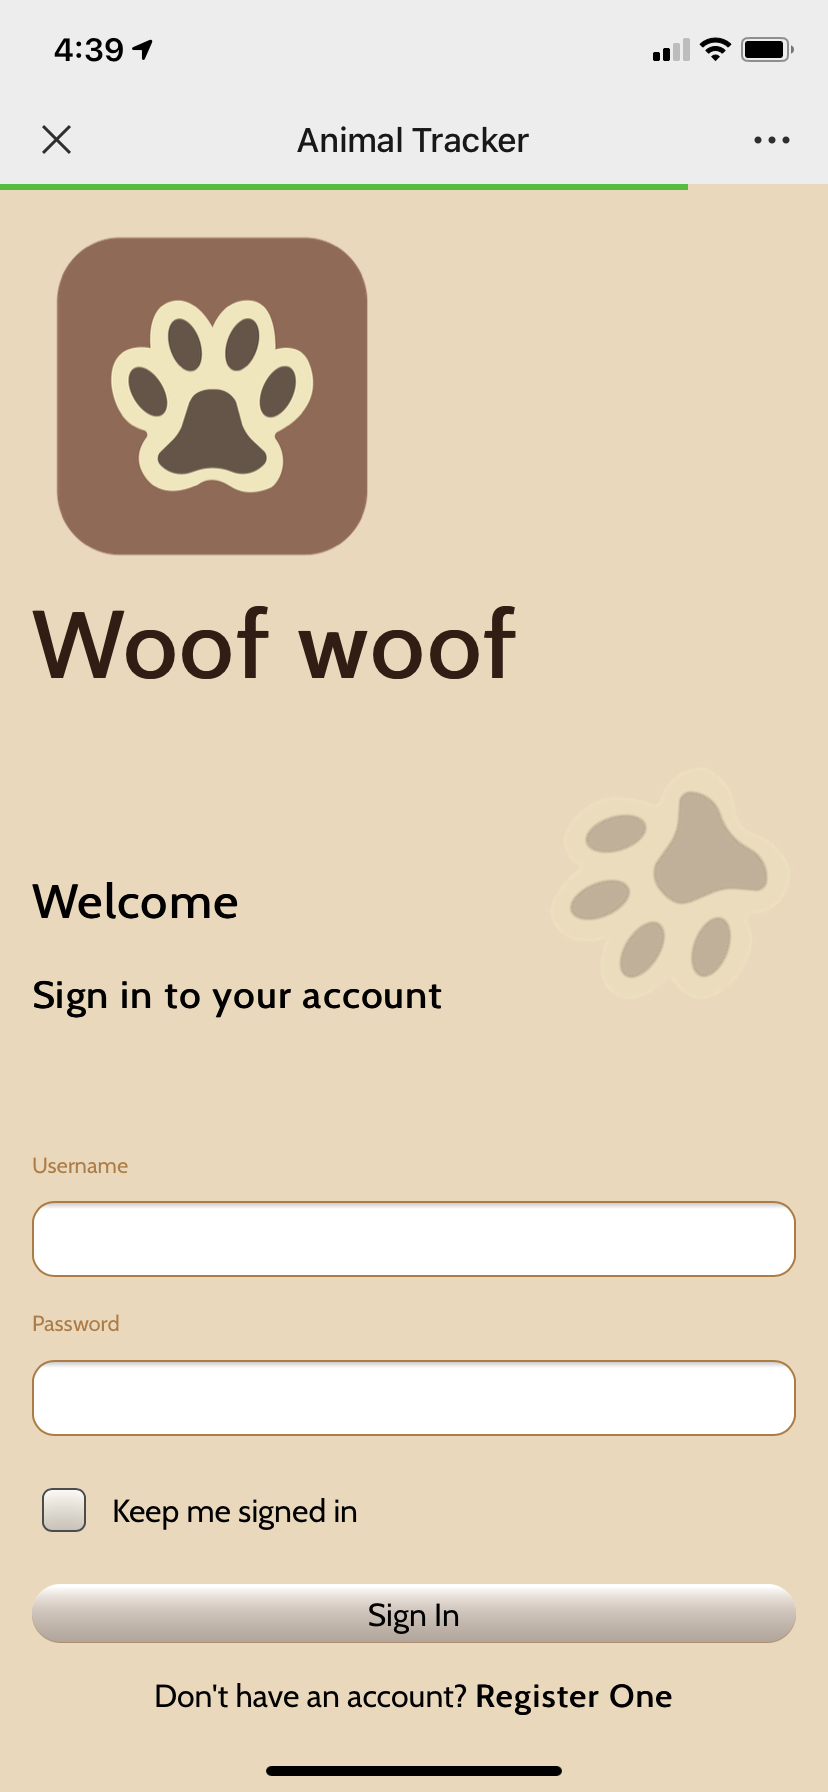 4:39
Animal Tracker
Woof woof
Welcome
Sign in to your account
Username
Password
Keep me signed in
Sign In
Don't have an account? Register One